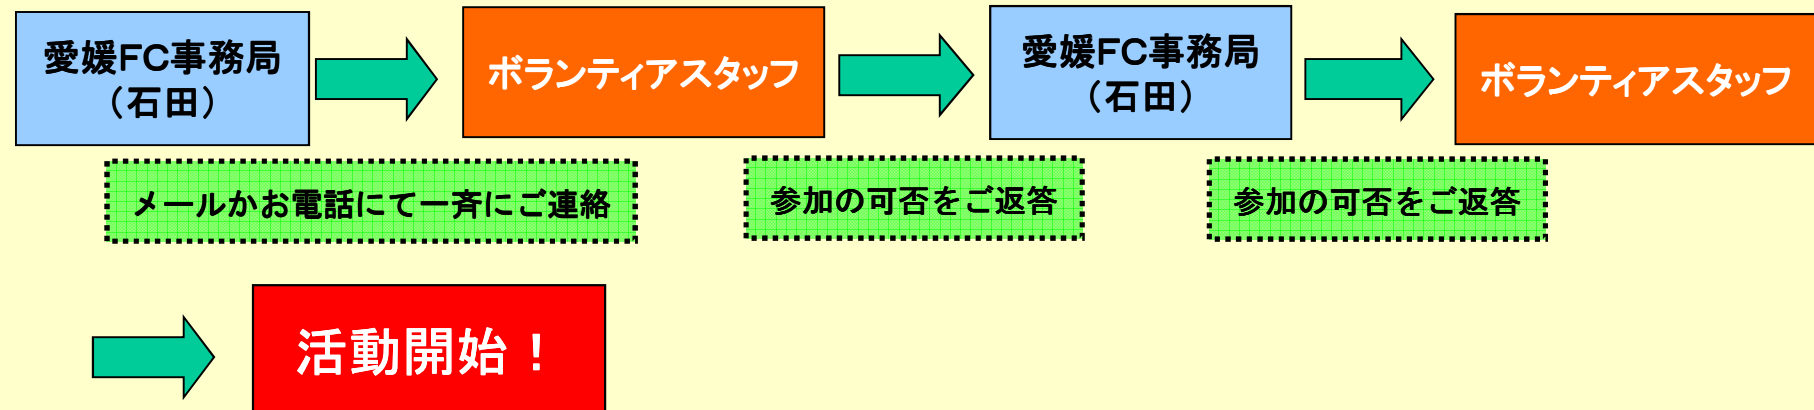 愛媛FC事務局
（石田）
ボランティアスタッフ
愛媛FC事務局
（石田）
ボランティアスタッフ
メールかお電話にて一斉にご連絡
参加の可否をご返答
参加の可否をご返答
活動開始！